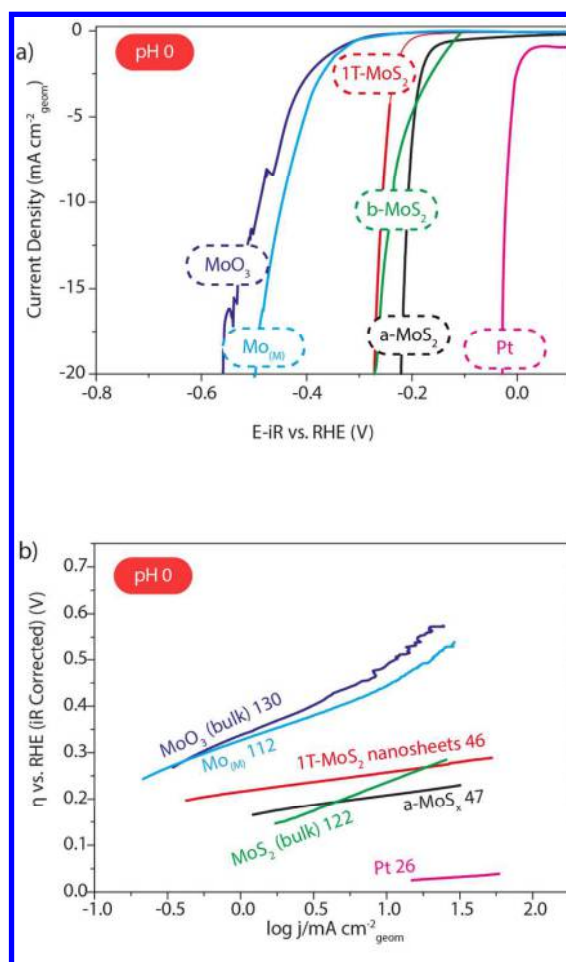 a)
pH 0
Current Density (mA cm⁻²geom)
0
-5
-10
-15
-20
1T-MoS₂
b-MoS₂
MoO₃
Mo(M)
a-MoS₂
Pt
-0.8
-0.6
-0.4
-0.2
0.0
E-iR vs. RHE (V)
b)
pH 0
η vs. RHE (iR Corrected) (V)
0.7
0.6
0.5
0.4
0.3
0.2
0.1
0.0
MoO₃ (bulk) 130
Mo(M) 112
1T-MoS₂ nanosheets 46
a-MoSₓ 47
MoS₂ (bulk) 122
Pt 26
-1.0
-0.5
0.0
0.5
1.0
1.5
2.0
log j/mA cm⁻²geom